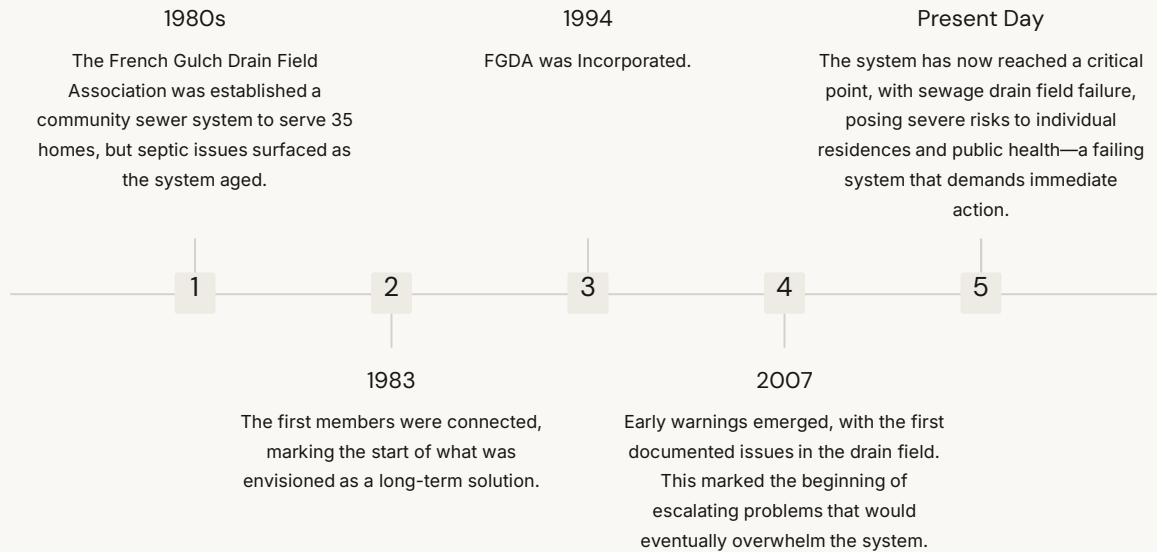 1980s
The French Gulch Drain Field
Association was established a
community sewer system to serve 35
homes, but septic issues surfaced as
the system aged.
1994
FGDA was Incorporated.
Present Day
The system has now reached a critical
point, with sewage drain field failure,
posing severe risks to individual
residences and public health—a failing
system that demands immediate
action.
1
2
3
4
5
1983
The first members were connected,
marking the start of what was
envisioned as a long-term solution.
2007
Early warnings emerged, with the first
documented issues in the drain field.
This marked the beginning of
escalating problems that would
eventually overwhelm the system.